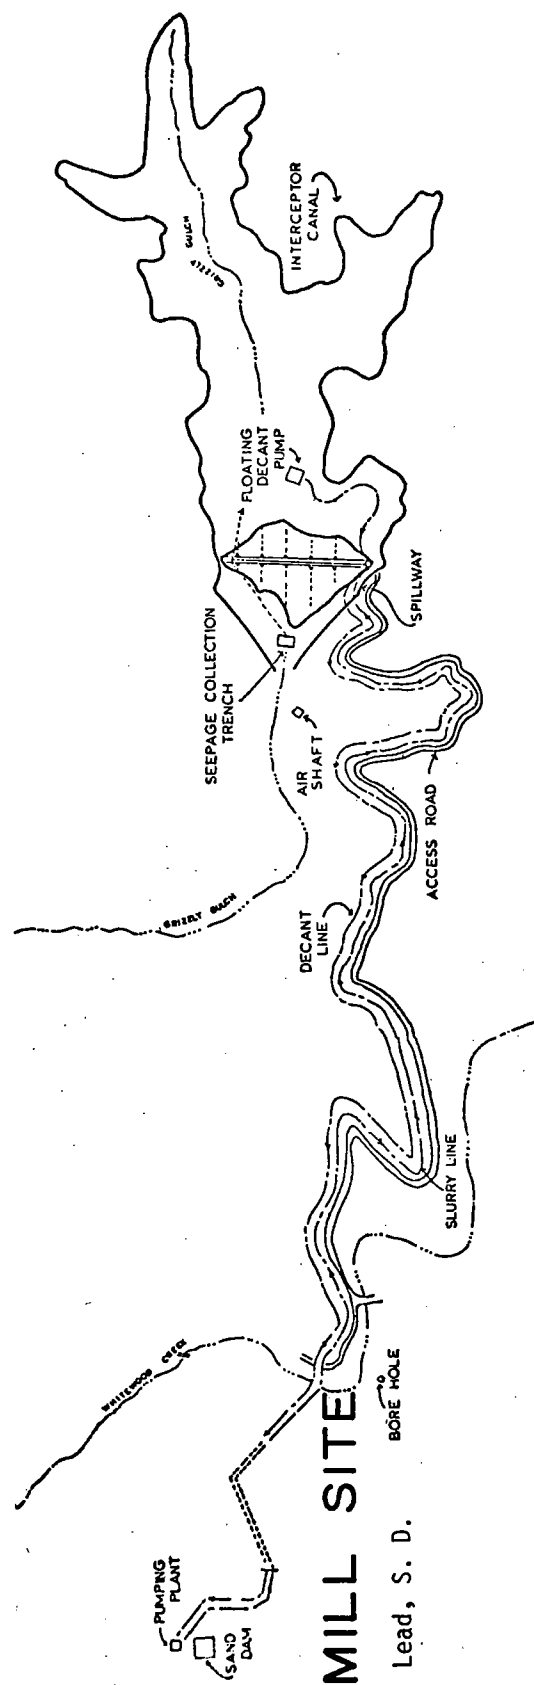 GRIZZLY
GULCH
INTERCEPTOR
CANAL
FLOATING
DECANT
PUMP
SEEPAGE COLLECTION
TRENCH
SPILLWAY
AIR
SHAFT
ACCESS ROAD
GRIZZLY GULCH
DECANT
LINE
SLURRY LINE
WHITEWOOD CREEK
BORE HOLE
PUMPING
PLANT
SAND
DAM
MILL SITE
Lead, S. D.